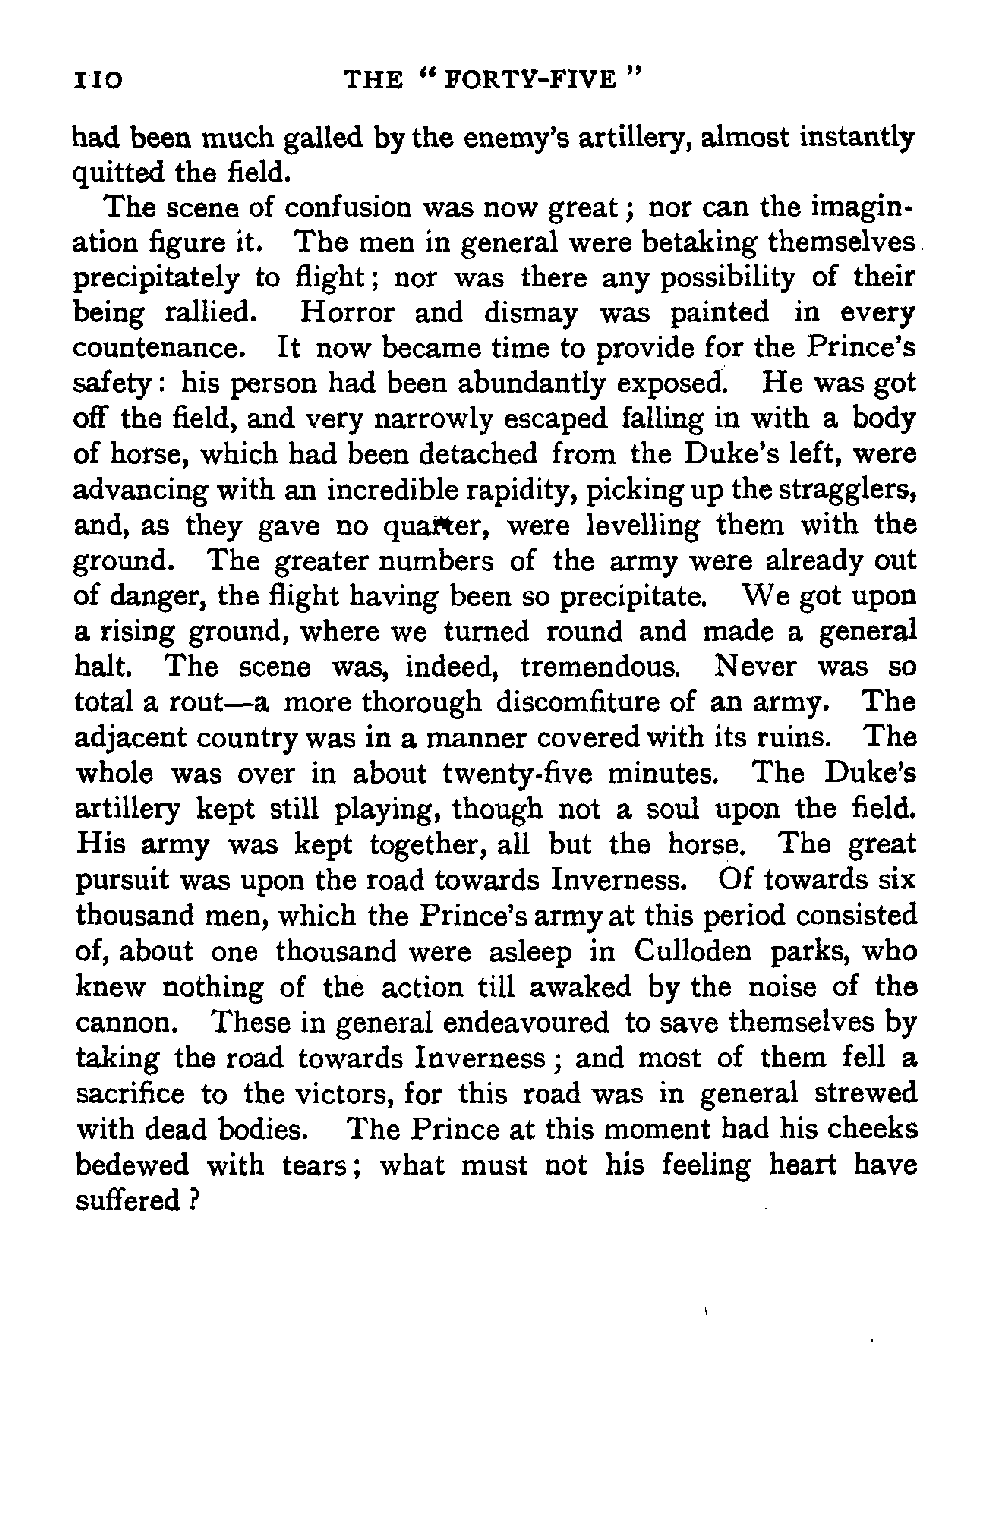 110 THE " FORTY-FIVE "
had been much galled by the enemy's artillery, almost instantly
quitted the field.
The scene of confusion was now great ; nor can the imagin-
ation figure it. The men in general were betaking themselves
precipitately to flight ; nor was there any possibility of their
being rallied. Horror and dismay was painted in every
countenance. It now became time to provide for the Prince's
safety : his person had been abundantly exposed. He was got
off the field, and very narrowly escaped falling in with a body
of horse, which had been detached from the Duke's left, were
advancing with an incredible rapidity, picking up the stragglers,
and, as they gave no quarter, were levelling them with the
ground. The greater numbers of the army were already out
of danger, the flight having been so precipitate. We got upon
a rising ground, where we turned round and made a general
halt. The scene was, indeed, tremendous. Never was so
total a rout—a more thorough discomfiture of an army. The
adjacent country was in a manner covered with its ruins. The
whole was over in about twenty-five minutes. The Duke's
artillery kept still playing, though not a soul upon the field.
His army was kept together, all but the horse. The great
pursuit was upon the road towards Inverness. Of towards six
thousand men, which the Prince's army at this period consisted
of, about one thousand were asleep in Culloden parks, who
knew nothing of the action till awaked by the noise of the
cannon. These in general endeavoured to save themselves by
taking the road towards Inverness ; and most of them fell a
sacrifice to the victors, for this road was in general strewed
with dead bodies. The Prince at this moment had his cheeks
bedewed with tears ; what must not his feeling heart have
suffered ?